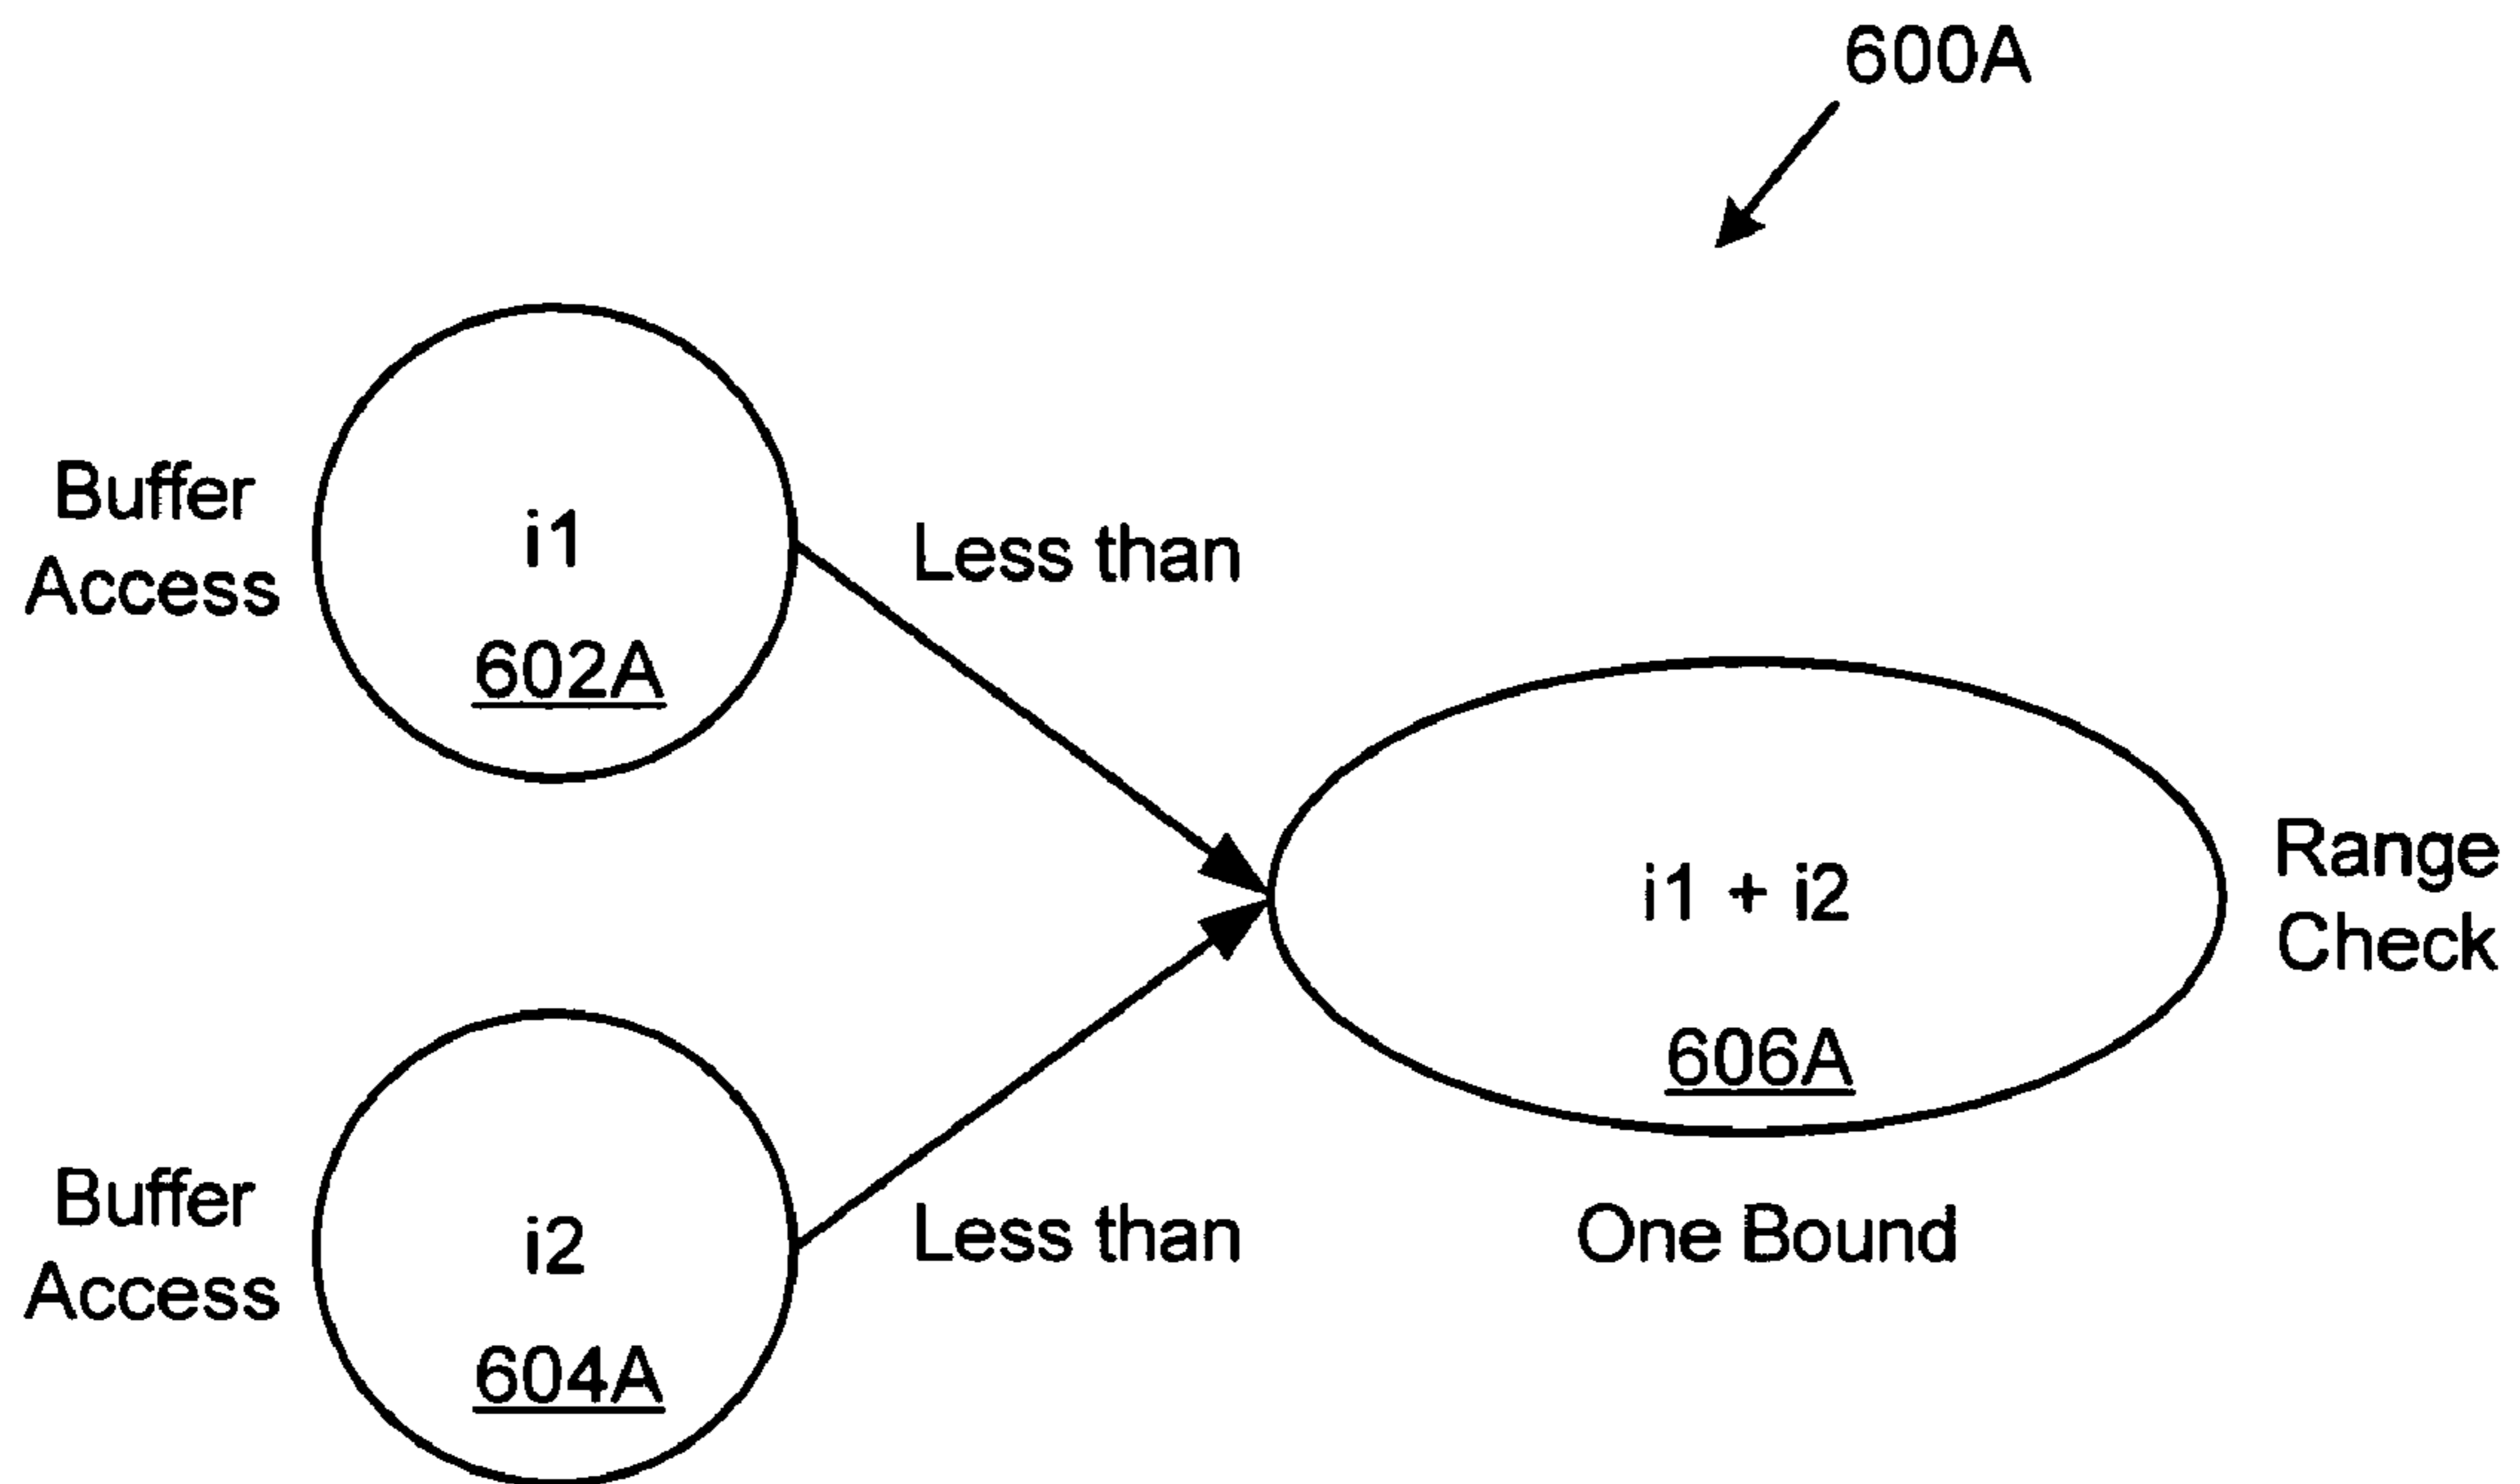 600A
Buffer
Access
i1
602A
Less than
i1 + i2
606A
Range
Check
One Bound
Buffer
Access
i2
604A
Less than